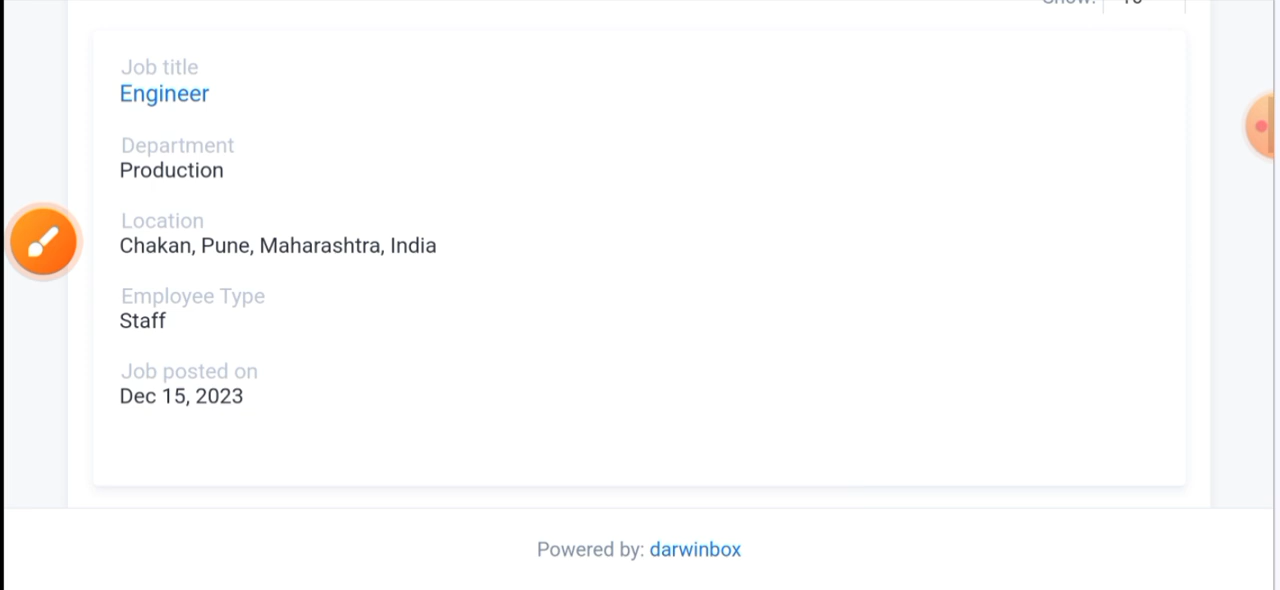 Job title
Engineer
Department
Production
Location
Chakan, Pune, Maharashtra, India
Employee Type
Staff
Job posted on
Dec 15, 2023
Powered by: darwinbox